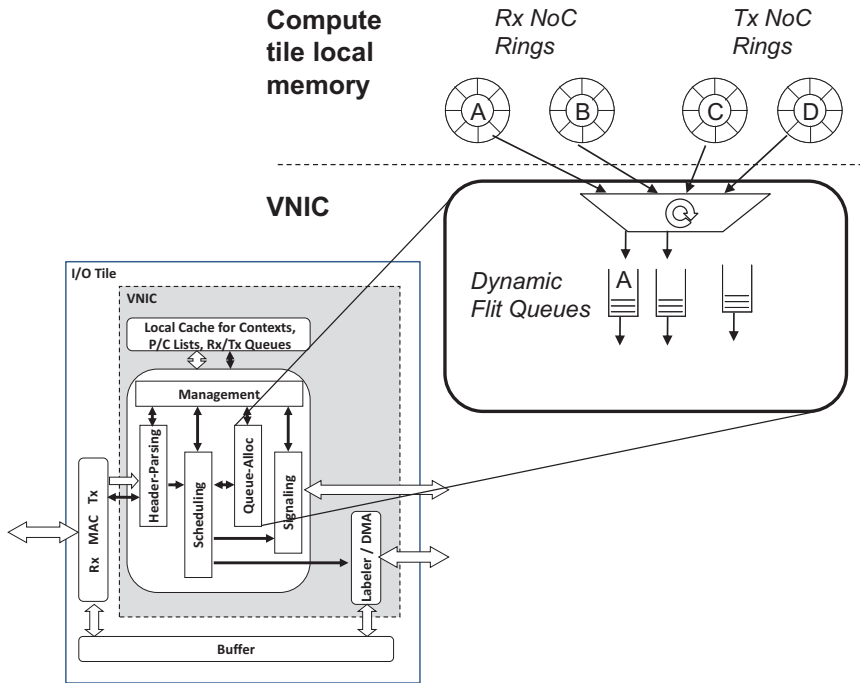 Compute
tile local
memory
Rx NoC
Rings
Tx NoC
Rings
A
B
C
D
VNIC
Dynamic
Flit Queues
A
I/O Tile
VNIC
Local Cache for Contexts,
P/C Lists, Rx/Tx Queues
Management
Header-Parsing
Scheduling
Queue-Alloc
Signaling
Rx MAC Tx
Labeler / DMA
Buffer